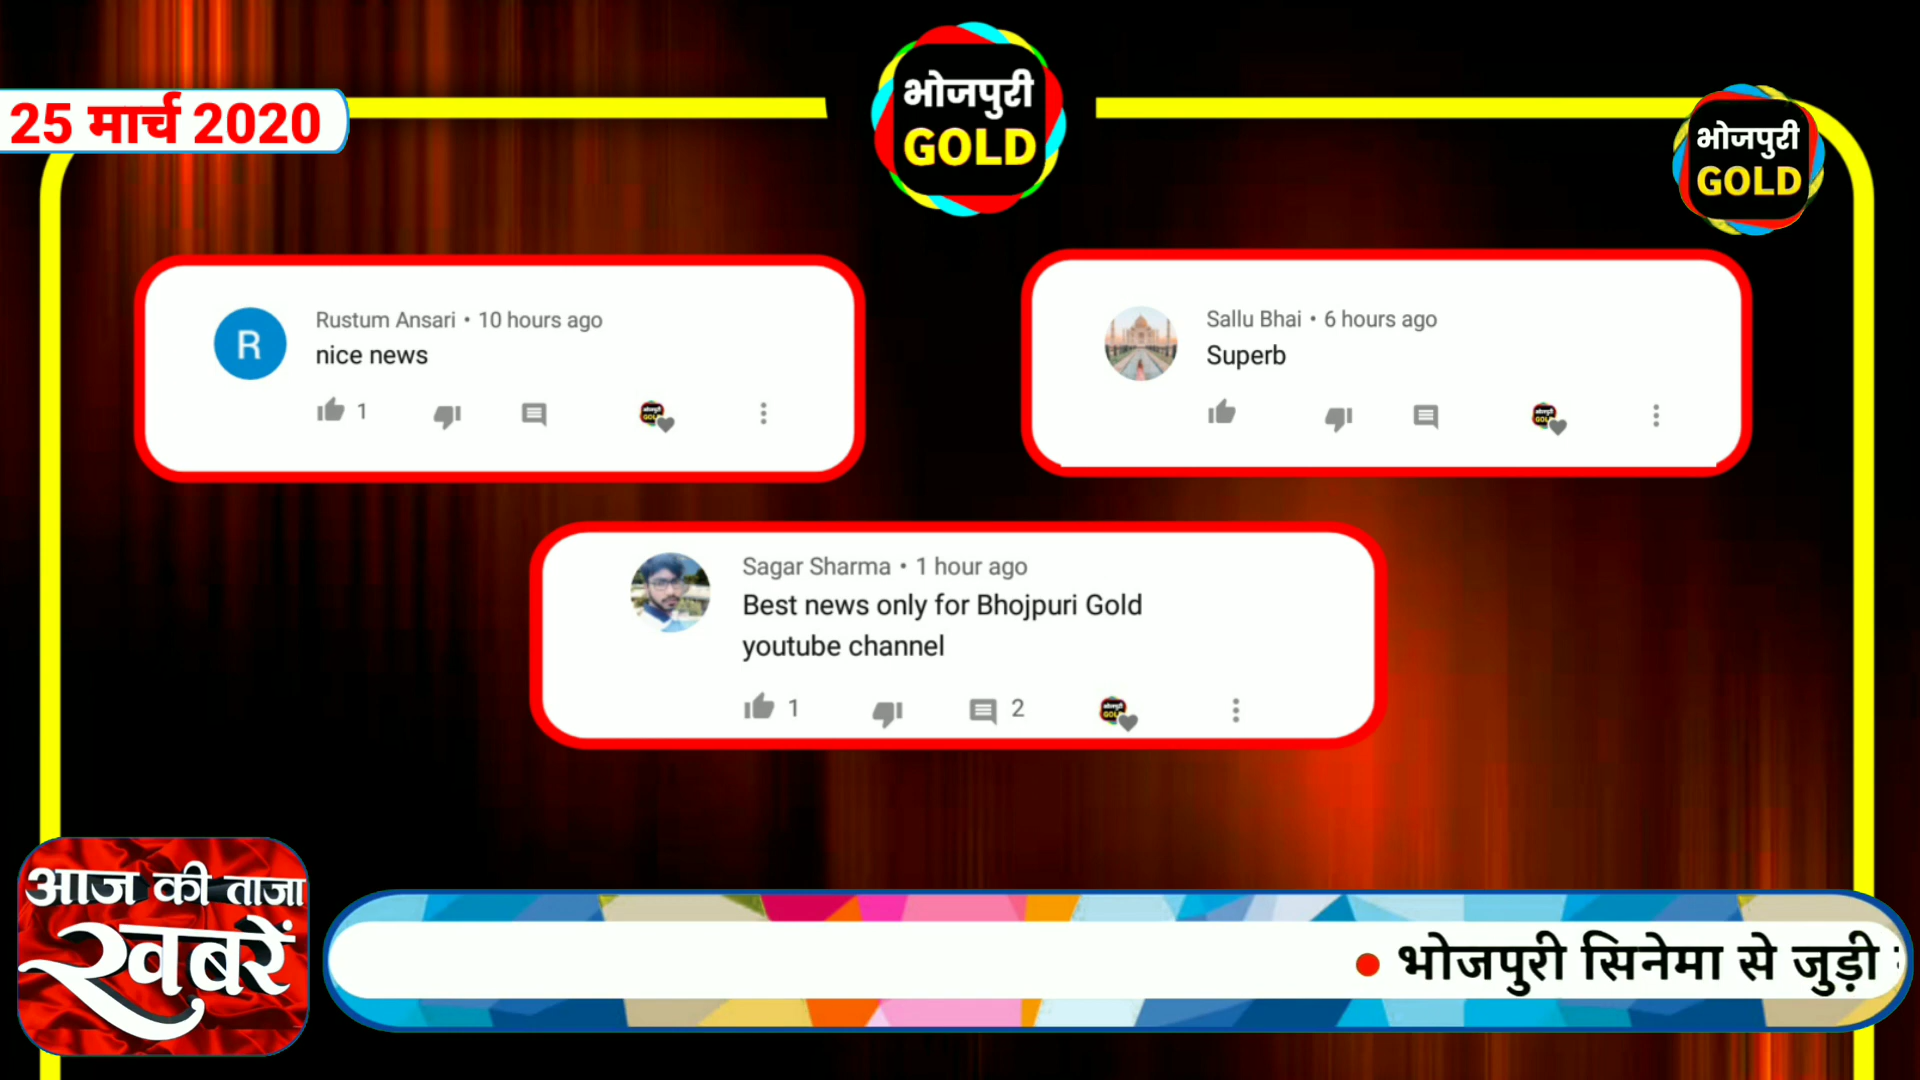 25 मार्च 2020
भोजपुरी
GOLD
भोजपुरी
GOLD
R
Rustum Ansari • 10 hours ago
nice news
1
Sallu Bhai • 6 hours ago
Superb
Sagar Sharma • 1 hour ago
Best news only for Bhojpuri Gold
youtube channel
1
2
आज की ताजा
खबरें
• भोजपुरी सिनेमा से जुड़ी